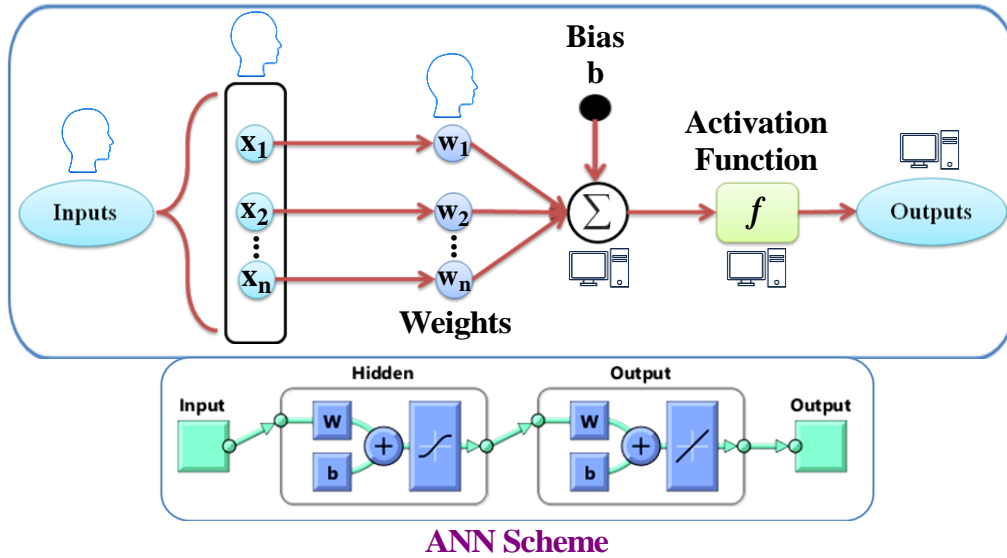 Bias
b
Activation
Function
Inputs
x1
w1
x2
w2
xn
wn
Σ
f
Outputs
Weights
Hidden
Output
Input
W
b
+
W
b
+
Output
ANN Scheme